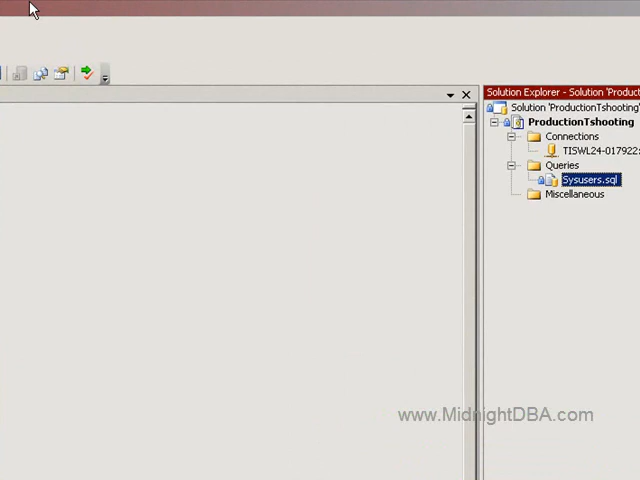 Solution Explorer - Solution 'Product
Solution 'ProductionTshooting'
ProductionTshooting
Connections
TISWL24-017922:
Queries
Sysusers.sql
Miscellaneous
www.MidnightDBA.com